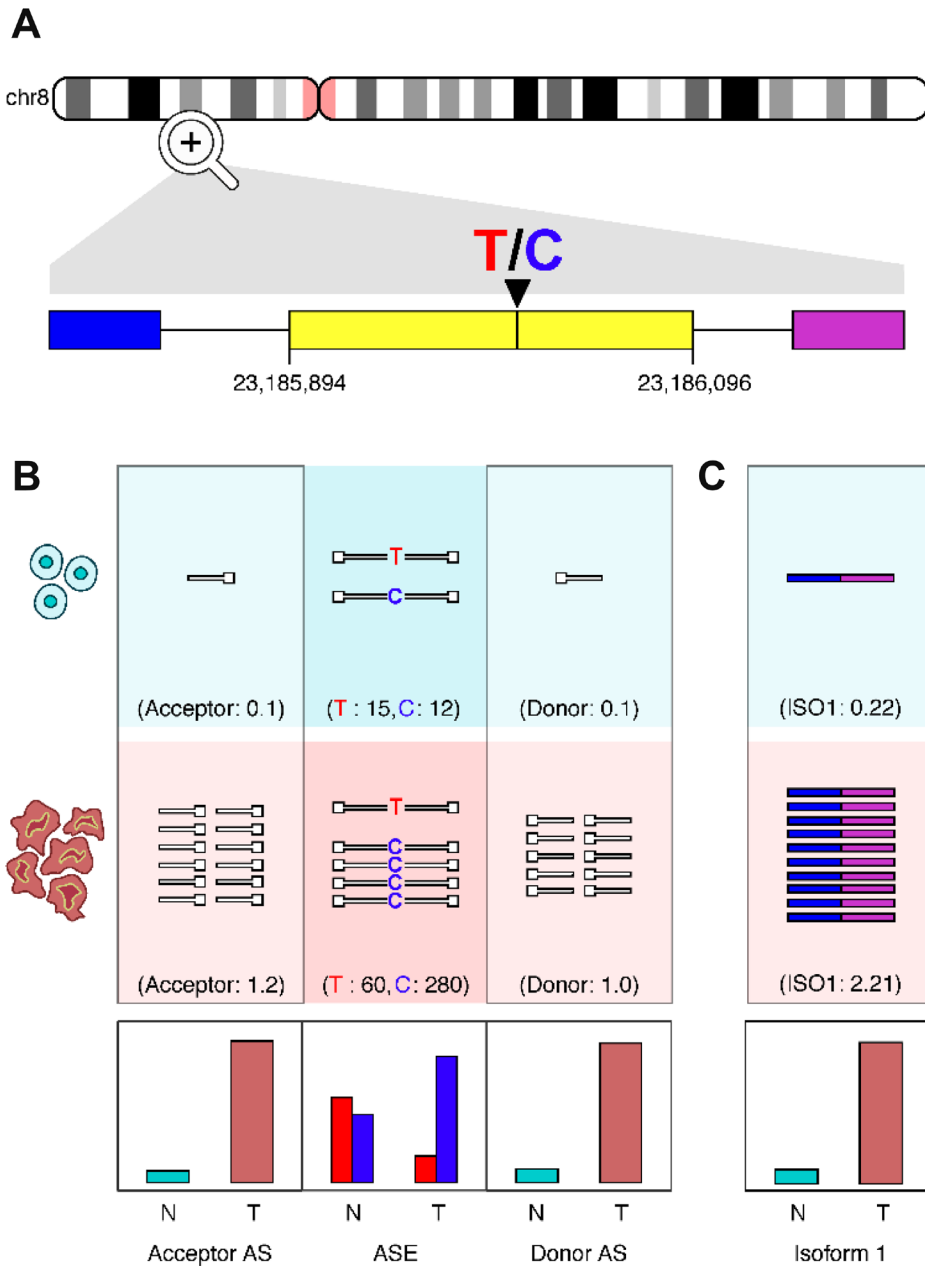 A
chr8
+
T/C
23,185,894 23,186,096
B C
T
C
(Acceptor: 0.1) (T : 15, C: 12) (Donor: 0.1) (ISO1: 0.22)
T
C
C
C
C
(Acceptor: 1.2) (T : 60, C: 280) (Donor: 1.0) (ISO1: 2.21)
N T N T N T N T
Acceptor AS ASE Donor AS Isoform 1